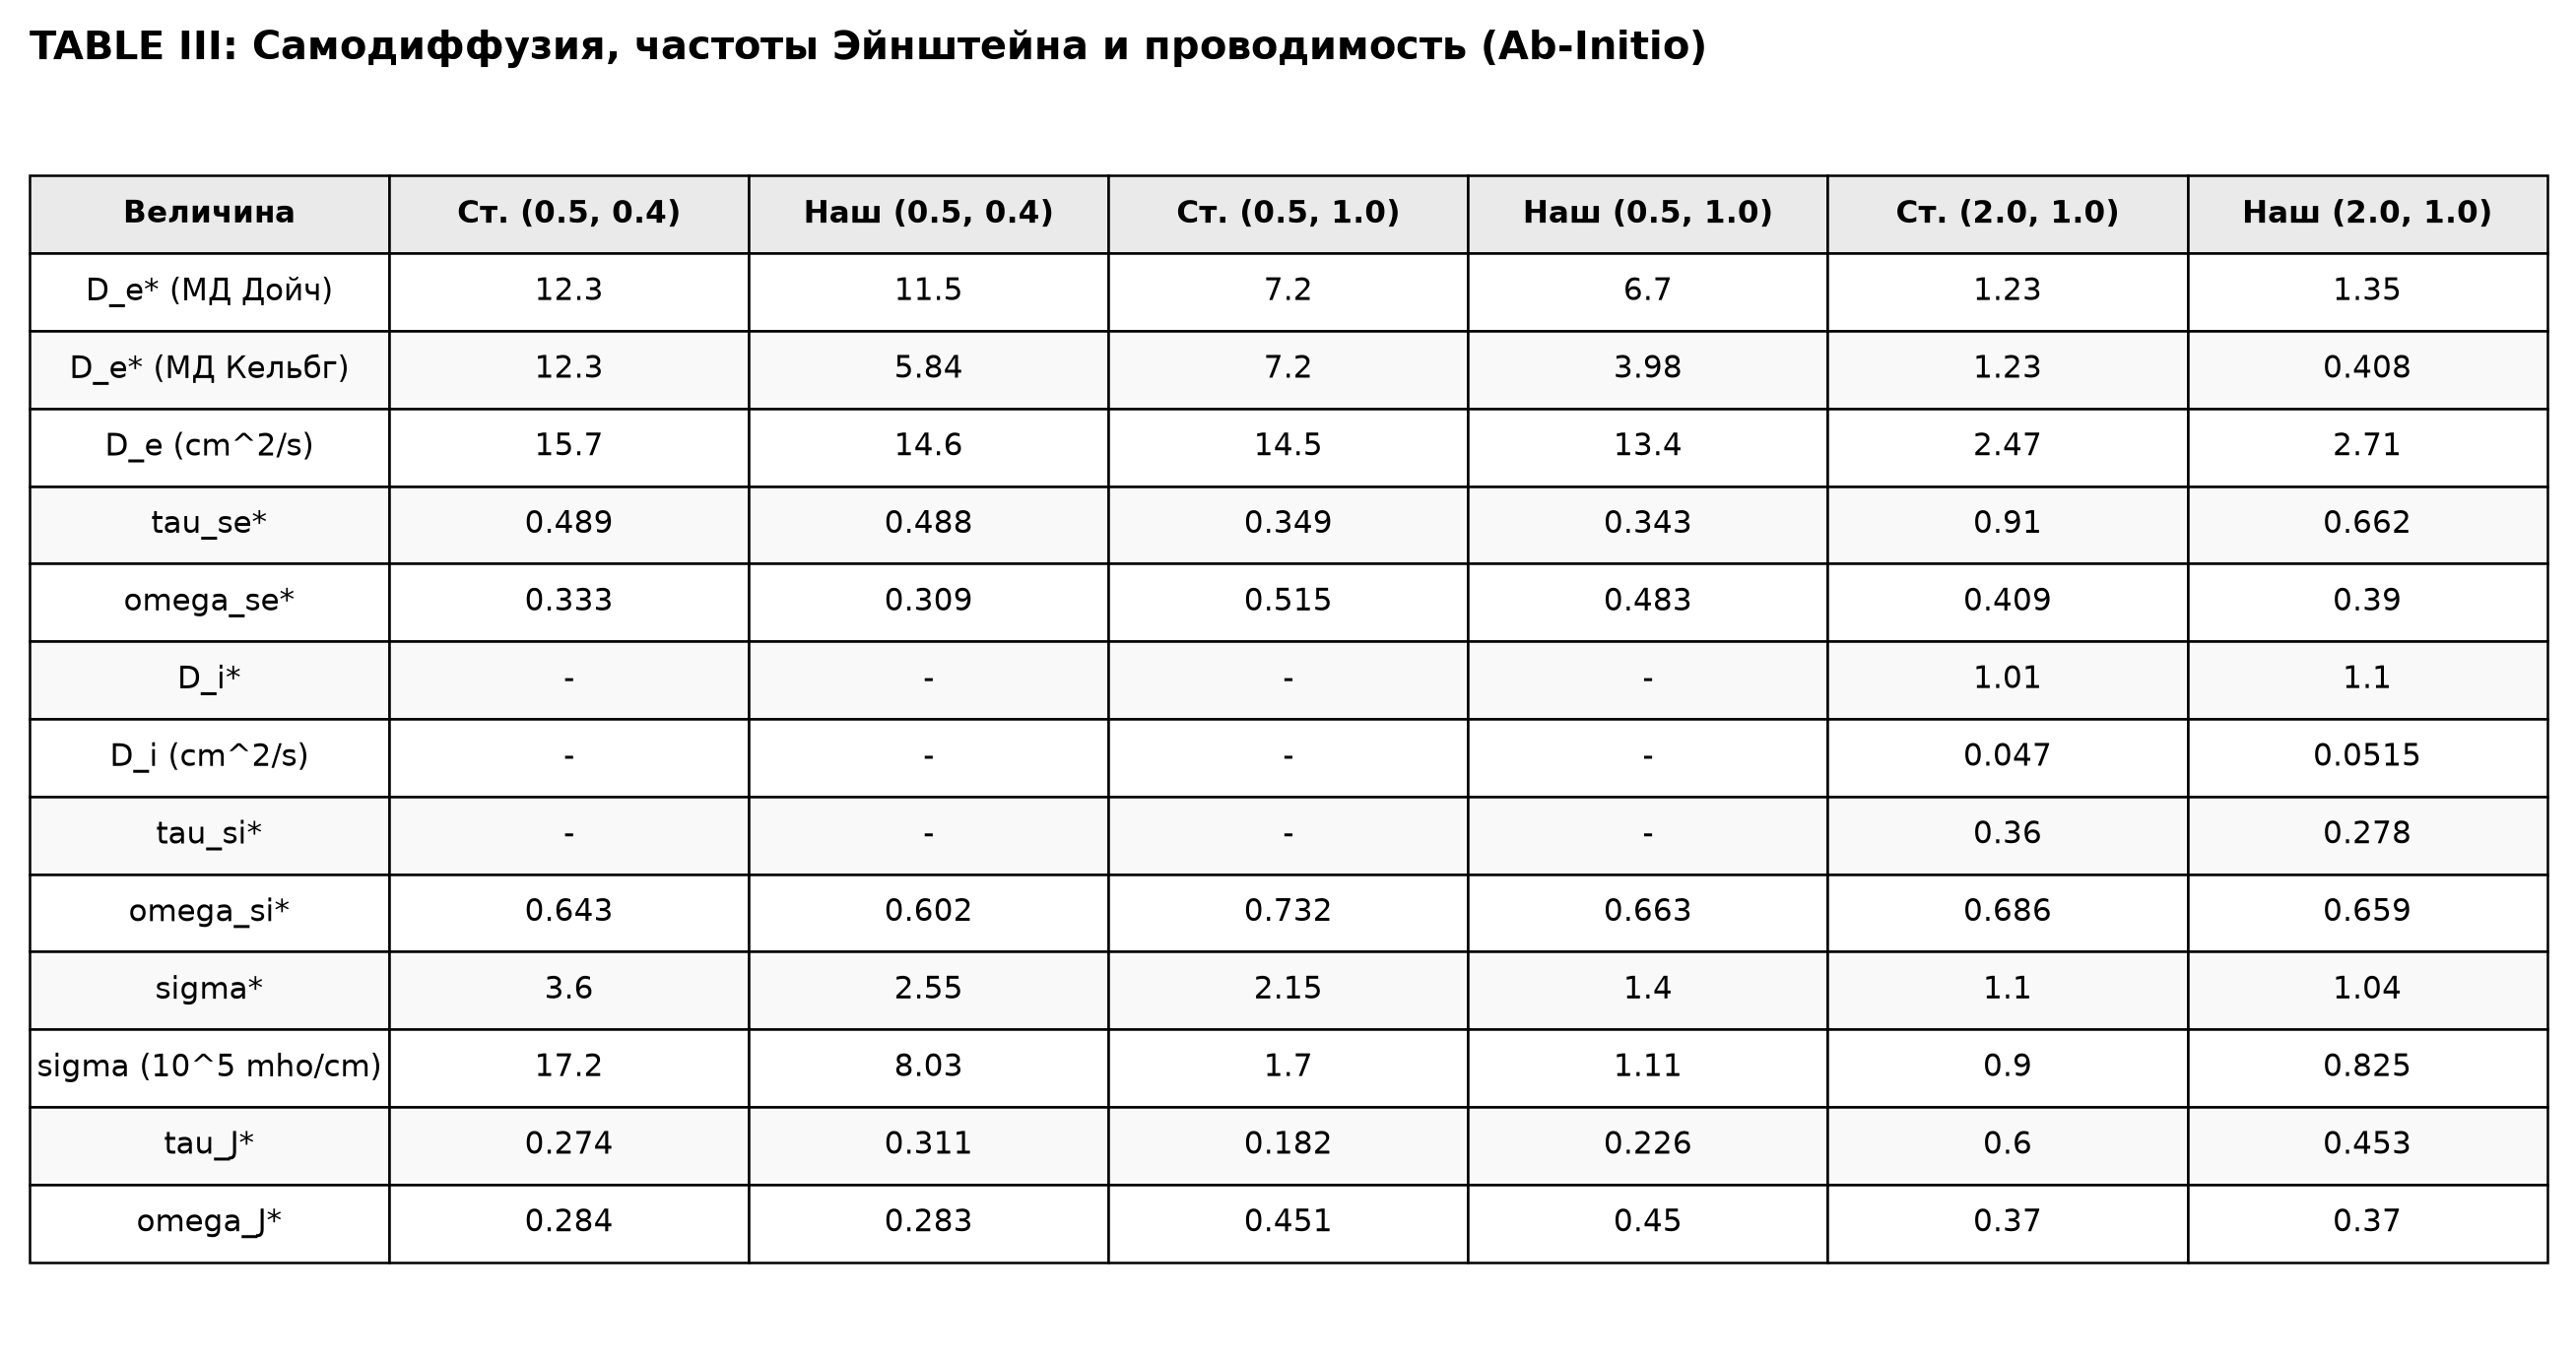 TABLE III: Самодиффузия, частоты Эйнштейна и проводимость (Ab-Initio)
Величина Ст. (0.5, 0.4) Наш (0.5, 0.4) Ст. (0.5, 1.0) Наш (0.5, 1.0) Ст. (2.0, 1.0) Наш (2.0, 1.0)
D_e* (МД Дойч) 12.3 11.5 7.2 6.7 1.23 1.35
D_e* (МД Кельбг) 12.3 5.84 7.2 3.98 1.23 0.408
D_e (cm^2/s) 15.7 14.6 14.5 13.4 2.47 2.71
tau_se* 0.489 0.488 0.349 0.343 0.91 0.662
omega_se* 0.333 0.309 0.515 0.483 0.409 0.39
D_i* - - - - 1.01 1.1
D_i (cm^2/s) - - - - 0.047 0.0515
tau_si* - - - - 0.36 0.278
omega_si* 0.643 0.602 0.732 0.663 0.686 0.659
sigma* 3.6 2.55 2.15 1.4 1.1 1.04
sigma (10^5 mho/cm) 17.2 8.03 1.7 1.11 0.9 0.825
tau_J* 0.274 0.311 0.182 0.226 0.6 0.453
omega_J* 0.284 0.283 0.451 0.45 0.37 0.37